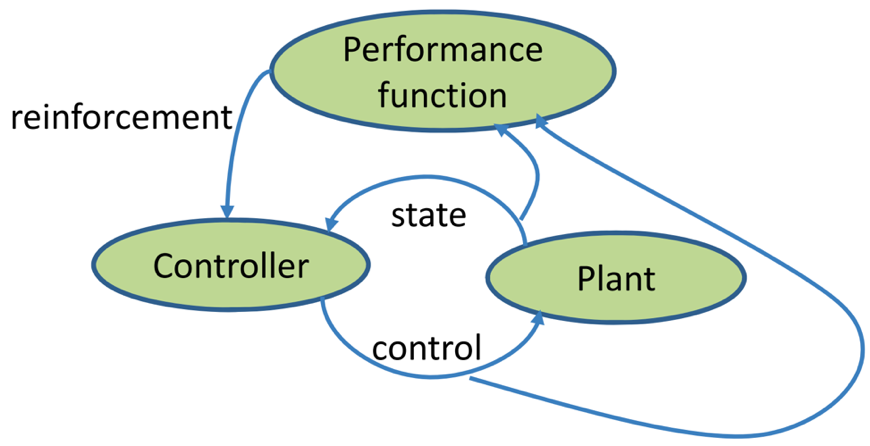 Performance
function
reinforcement
state
Controller
Plant
control